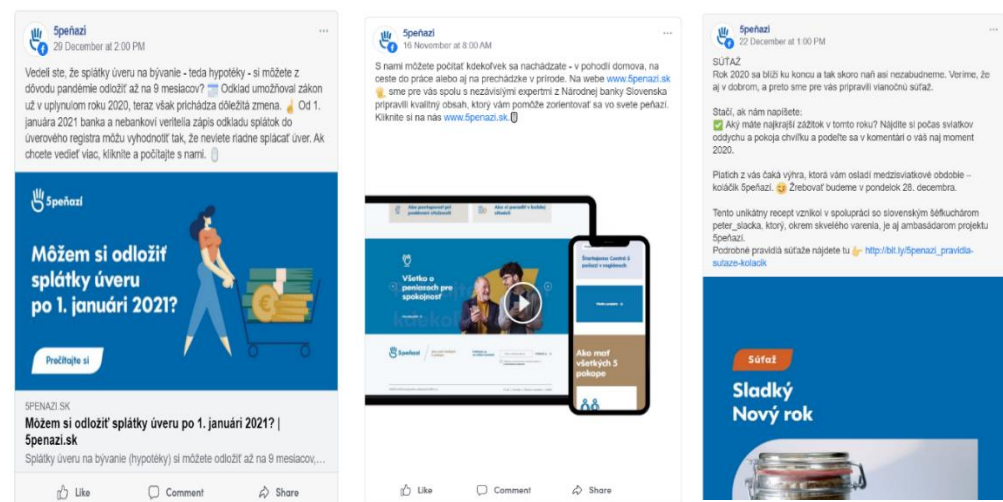 5peňazí
29 December at 2:00 PM
Vedeli ste, že splátky úveru na bývanie - teda hypotéky - si môžete z
dôvodu pandémie odložiť až na 9 mesiacov? Odklad umožňoval zákon
už v uplynulom roku 2020, teraz však prichádza dôležitá zmena. Od 1.
januára 2021 banka a nebankoví veritelia zápis odkladu splátok do
úverového registra môžu vyhodnotiť tak, že neviete riadne splácať úver. Ak
chcete vedieť viac, kliknite a počítajte s nami.
5peňazí
Môžem si odložiť
splátky úveru
po 1. januári 2021?
Prečítajte si
5PENAZI.SK
Môžem si odložiť splátky úveru po 1. januári 2021? |
5penazi.sk
Splátky úveru na bývanie (hypotéky) si môžete odložiť až na 9 mesiacov,...
Like
Comment
Share
5peňazí
16 November at 8:00 AM
S nami môžete počítať kdekoľvek sa nachádzate - v pohodlí domova, na
ceste do práce alebo aj na prechádzke v prírode. Na webe www.5penazi.sk
sme pre vás spolu s nezávislými expertmi z Národnej banky Slovenska
pripravili kvalitný obsah, ktorý vám pomôže zorientovať sa vo svete peňazí.
Kliknite si na nás www.5penazi.sk.
Všetko o
peniazoch pre
spokojnosť
5peňazí
Ako mať
všetkých 5
pokope
Like
Comment
Share
5peňazí
22 December at 1:00 PM
SÚŤAŽ
Rok 2020 sa blíži ku koncu a tak skoro naň asi nezabudneme. Veríme, že
aj v dobrom, a preto sme pre vás pripravili vianočnú súťaž.
Stačí, ak nám napíšete:
Aký máte najkrajší zážitok v tomto roku? Nájdite si počas sviatkov
oddychu a pokoja chvíľku a podeľte sa v komentári o váš naj moment
2020.
Piatich z vás čaká výhra, ktorá vám osladí medzisviatkové obdobie –
koláčik 5peňazí. Žrebovať budeme v pondelok 28. decembra.
Tento unikátny recept vznikol v spolupráci so slovenským šéfkuchárom
peter_slacka, ktorý, okrem skvelého varenia, je aj ambasádorom projektu
5peňazí.
Podrobné pravidlá súťaže nájdete tu http://bit.ly/5penazi_pravidla-
sutaze-kolacik
Súťaž
Sladký
Nový rok